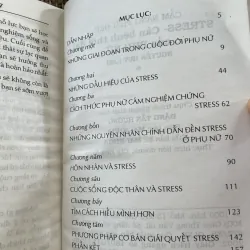 MỤC LỤC:
DẪN NHẬP 5
Chương một
NHỮNG GIAI ĐOẠN TRONG CUỘC ĐỜI PHỤ NỮ
9
Chương hai
NHỮNG DẤU HIỆU CỦA STRESS 44
Chương ba
CÁCH THỨC PHỤ NỮ CẢM NGHIỆM CHỨNG
STRESS 62
Chương bốn
NHỮNG NGUYÊN NHÂN CHÍNH DẪN ĐẾN STRESS
Ở PHỤ NỮ 70
Chương năm
HÔN NHÂN VÀ STRESS 90
Chương sáu
CUỘC SỐNG ĐỘC THÂN VÀ STRESS 111
Chương bảy
TÌM CÁCH HIỂU MÌNH HƠN 123
Chương tám
PHƯƠNG PHÁP CƠ BẢN GIẢI QUYẾT STRESS 142
PHẦN KẾT